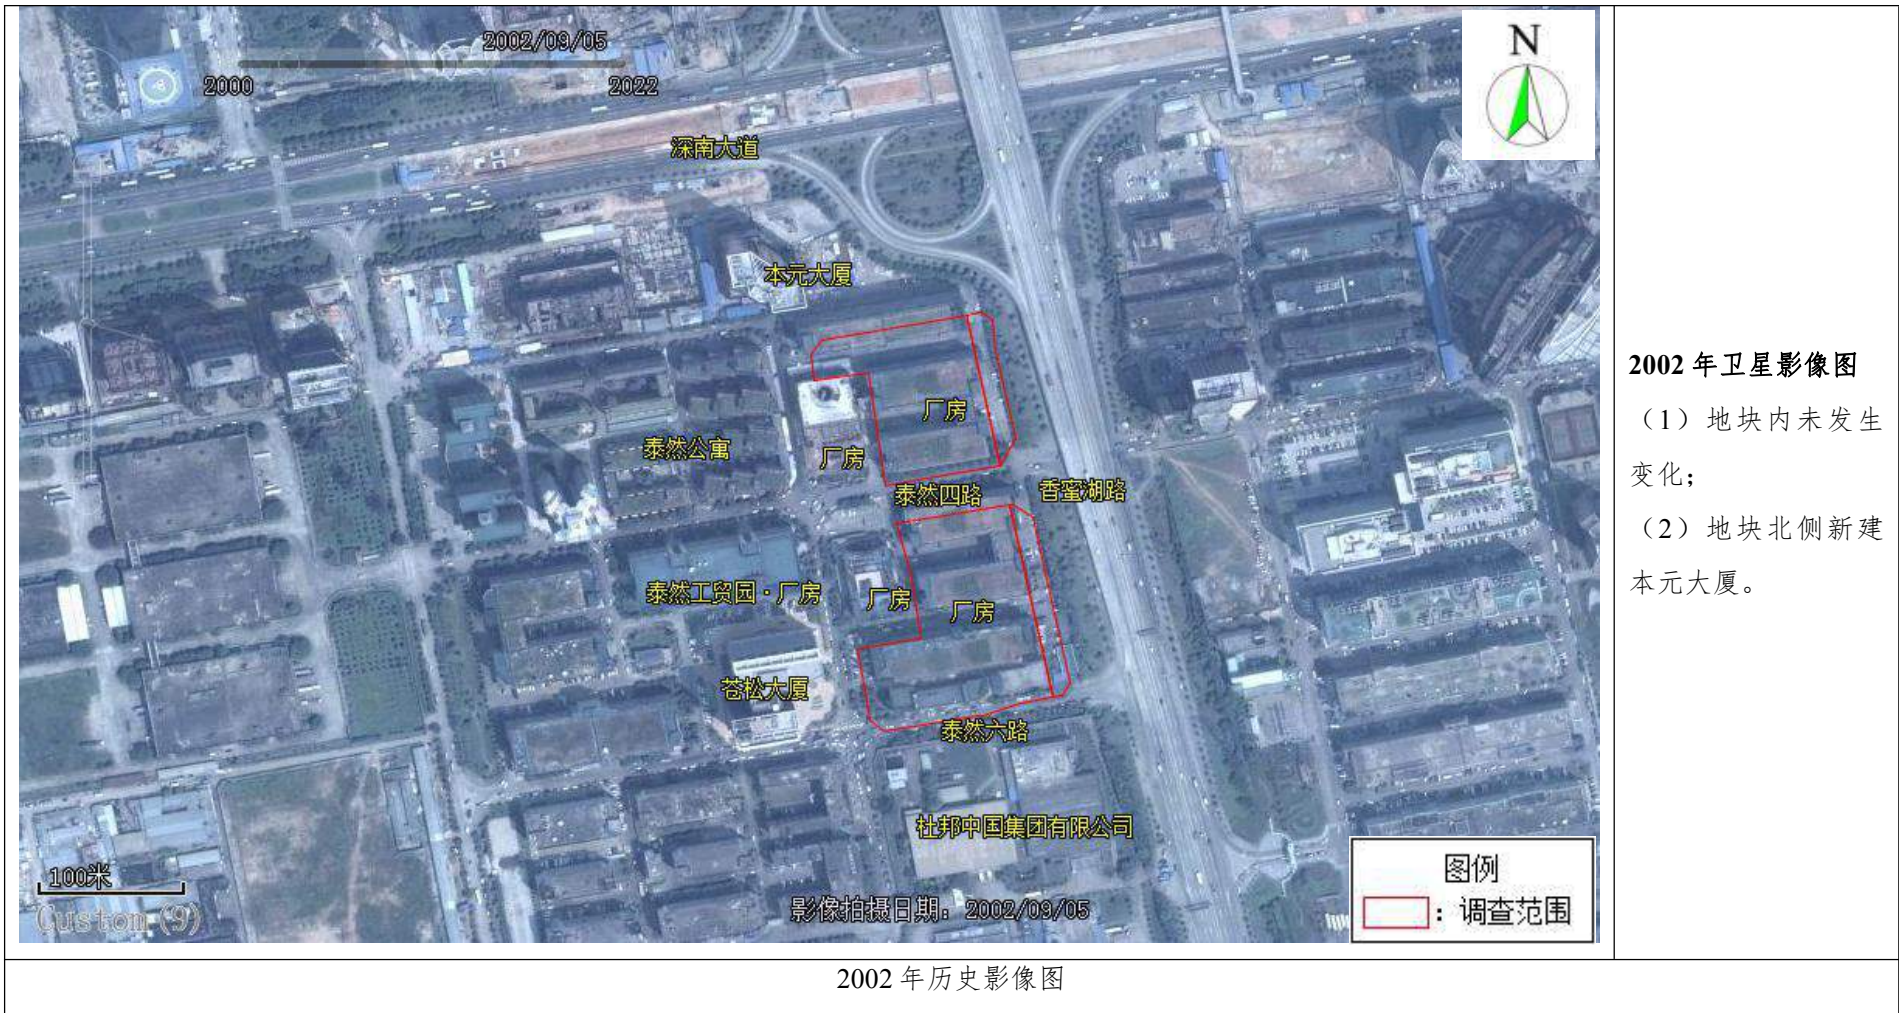 2002/09/05
2000
2022
N
深南大道
本元大厦
厂房
泰然公寓
厂房
泰然四路
香蜜湖路
泰然工贸园·厂房
厂房
厂房
苍松大厦
泰然六路
杜邦中国集团有限公司
100米
Custom (9)
影像拍摄日期: 2002/09/05
图例
：调查范围
2002 年卫星影像图
（1）地块内未发生
变化；
（2）地块北侧新建
本元大厦。
2002 年历史影像图